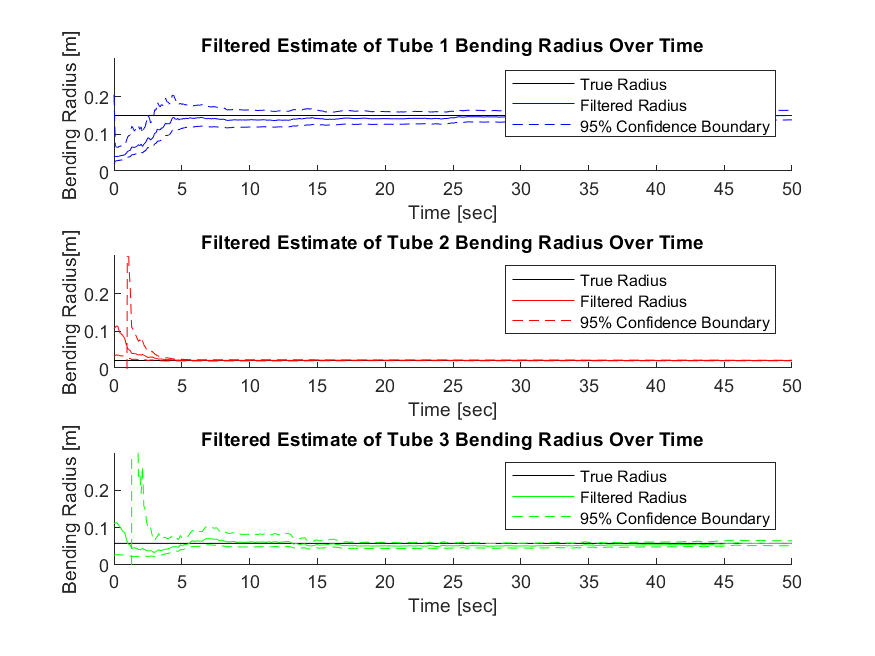 Filtered Estimate of Tube 1 Bending Radius Over Time
Bending Radius [m]
0.2
0.1
0
True Radius
Filtered Radius
95% Confidence Boundary
0 5 10 15 20 25 30 35 40 45 50
Time [sec]
Filtered Estimate of Tube 2 Bending Radius Over Time
Bending Radius[m]
0.2
0.1
0
True Radius
Filtered Radius
95% Confidence Boundary
0 5 10 15 20 25 30 35 40 45 50
Time [sec]
Filtered Estimate of Tube 3 Bending Radius Over Time
Bending Radius [m]
0.2
0.1
0
True Radius
Filtered Radius
95% Confidence Boundary
0 5 10 15 20 25 30 35 40 45 50
Time [sec]